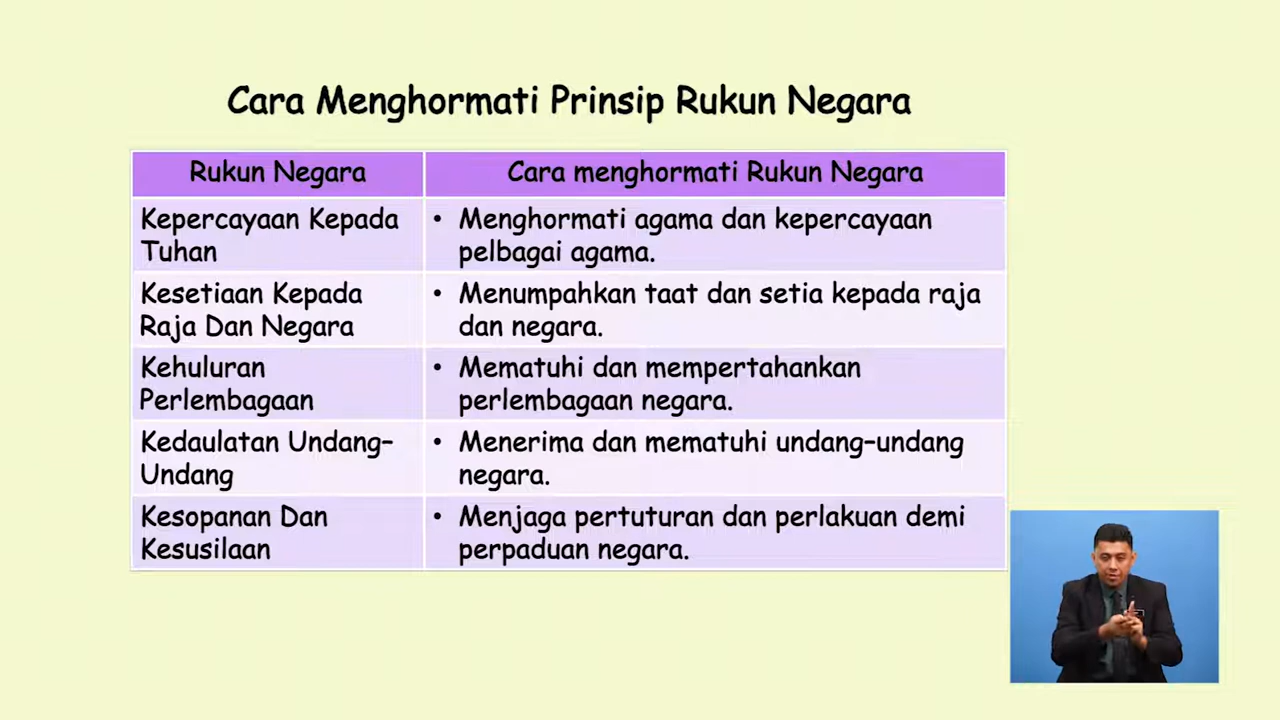 Cara Menghormati Prinsip Rukun Negara
Rukun Negara
Cara menghormati Rukun Negara
Kepercayaan Kepada
Tuhan
• Menghormati agama dan kepercayaan
pelbagai agama.
Kesetiaan Kepada
Raja Dan Negara
• Menumpahkan taat dan setia kepada raja
dan negara.
Kehuluran
Perlembagaan
• Mematuhi dan mempertahankan
perlembagaan negara.
Kedaulatan Undang-
Undang
• Menerima dan mematuhi undang-undang
negara.
Kesopanan Dan
Kesusilaan
• Menjaga pertuturan dan perlakuan demi
perpaduan negara.